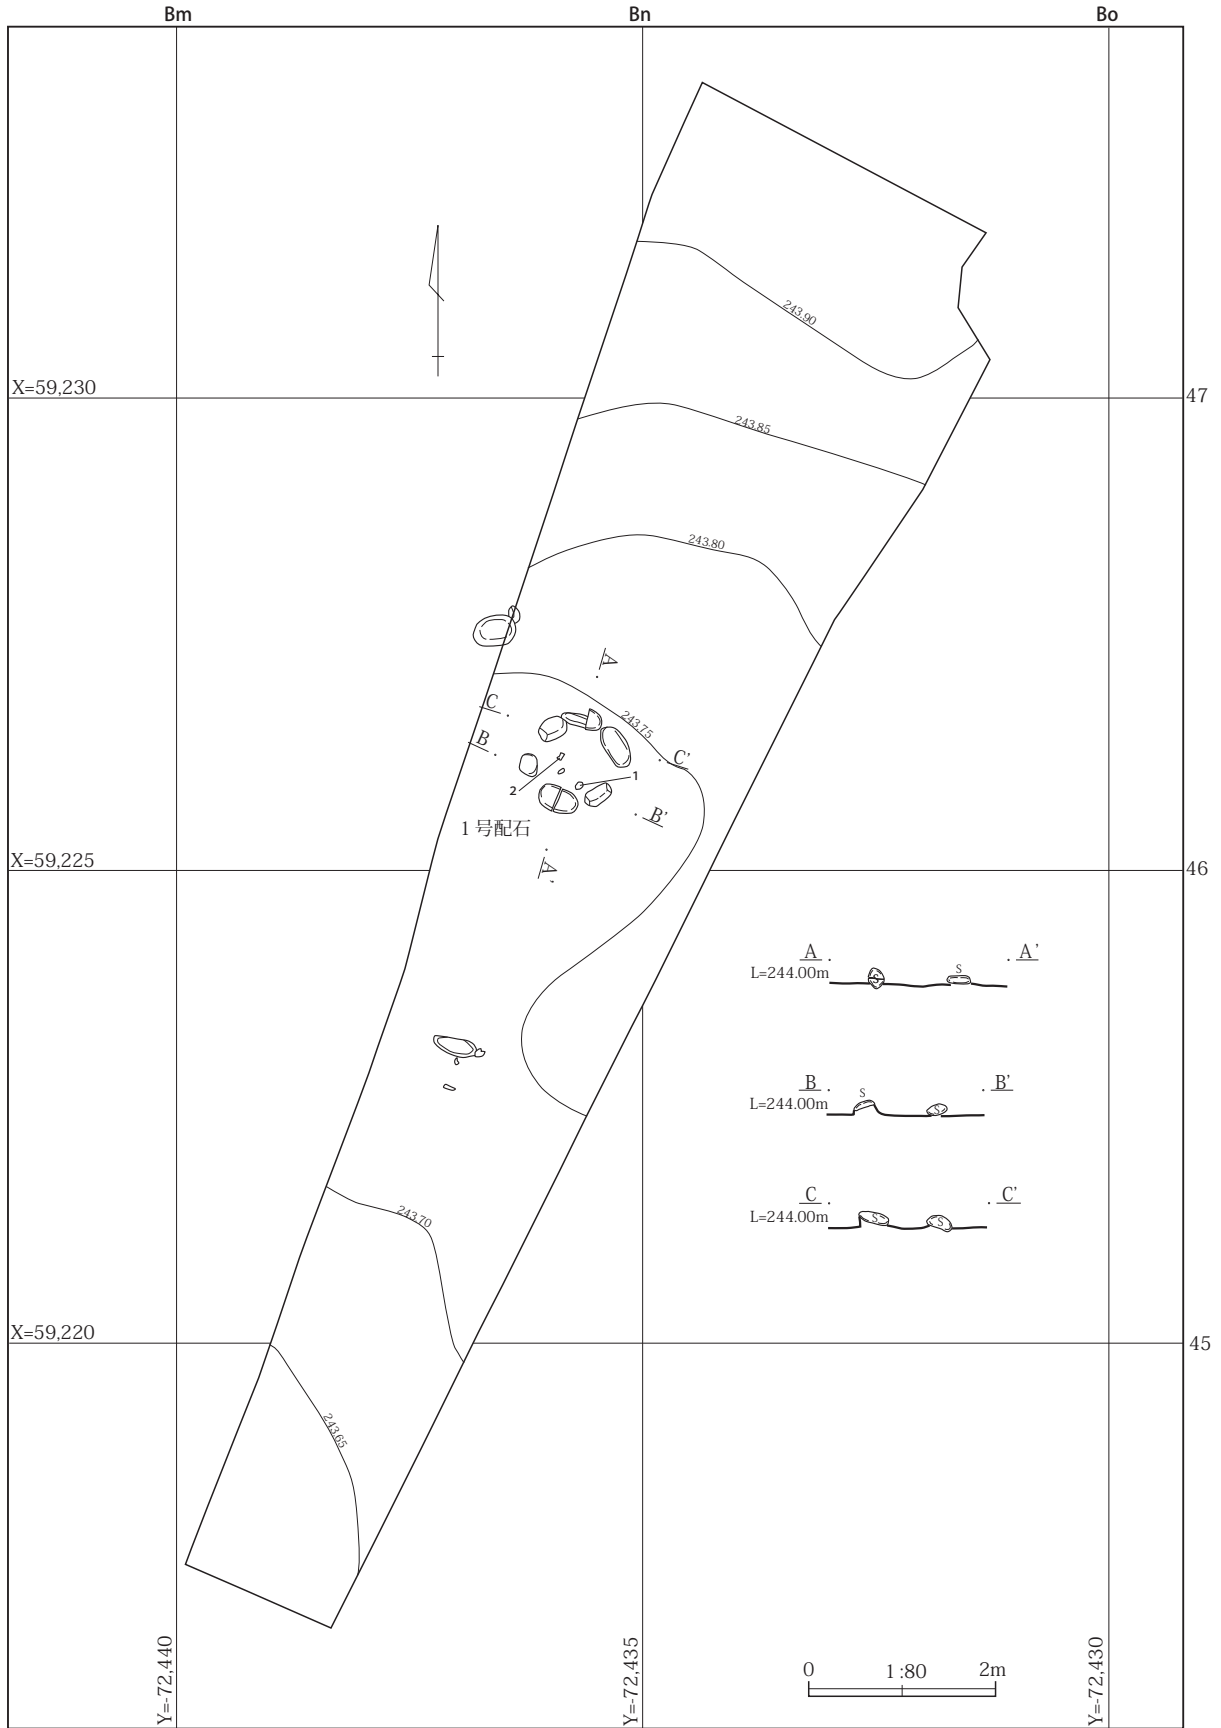 Bm Bn Bo
243.90
X=59,230 47
243.85
243.80
A
C
243.75
B
C'
1
2
B'
1号配石
X=59,225 46
A'
A A'
L=244.00m
S S
B B'
S
L=244.00m
S
C C'
L=244.00m
S S
243.70
X=59,220 45
243.65
Y=-72,440
Y=-72,435
Y=-72,430
0 1:80 2m